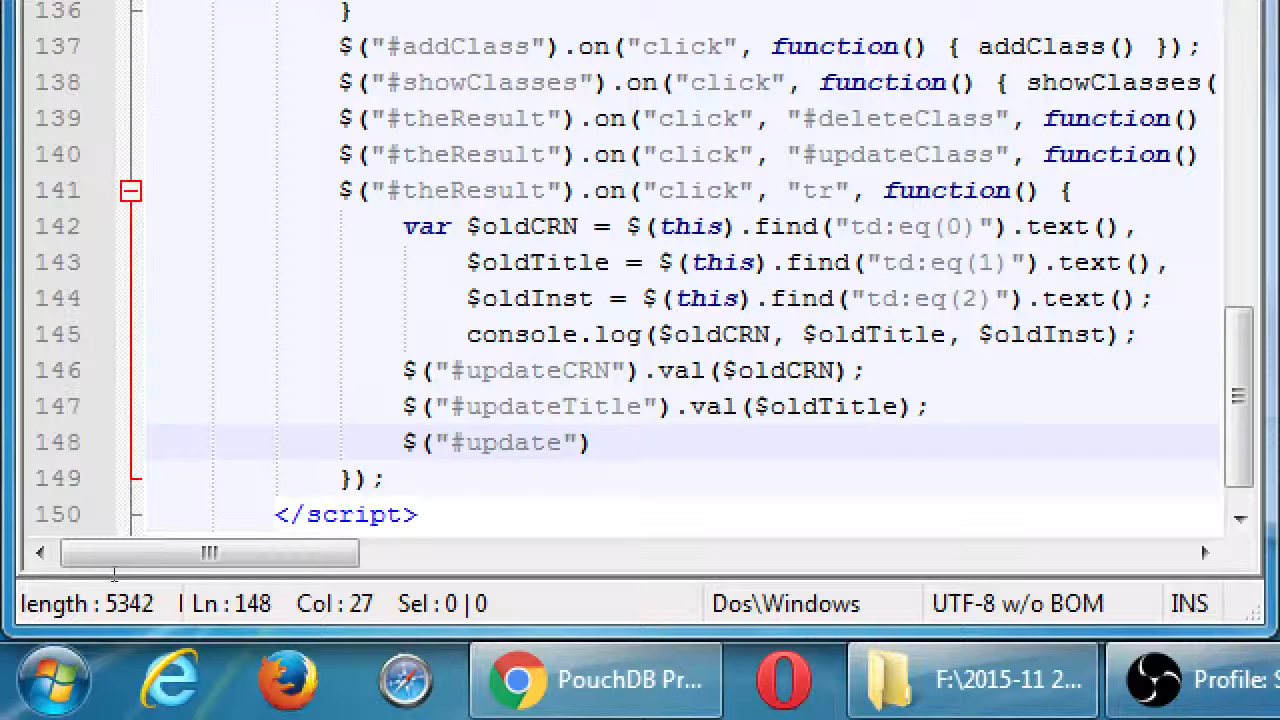 136 }
137 $("#addClass").on("click", function() { addClass() });
138 $("#showClasses").on("click", function() { showClasses(
139 $("#theResult").on("click", "#deleteClass", function()
140 $("#theResult").on("click", "#updateClass", function()
141 $("#theResult").on("click", "tr", function() {
142 var $oldCRN = $(this).find("td:eq(0)").text(),
143 $oldTitle = $(this).find("td:eq(1)").text(),
144 $oldInst = $(this).find("td:eq(2)").text();
145 console.log($oldCRN, $oldTitle, $oldInst);
146 $("#updateCRN").val($oldCRN);
147 $("#updateTitle").val($oldTitle);
148 $("#update")
149 });
150 </script>
length : 5342 l Ln : 148 Col : 27 Sel : 0 | 0 Dos\Windows UTF-8 w/o BOM INS
PouchDB Pr... F:\2015-11 2... Profile: S